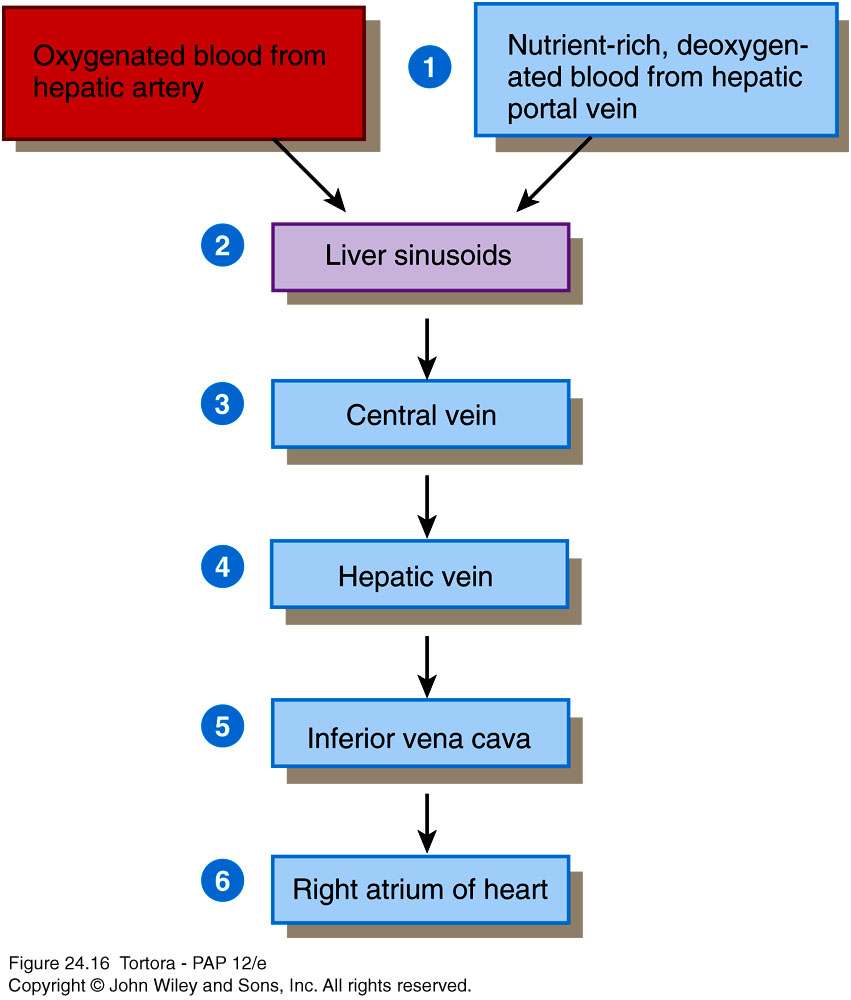 Oxygenated blood from
hepatic artery
1
Nutrient-rich, deoxygen-
ated blood from hepatic
portal vein
2
Liver sinusoids
3
Central vein
4
Hepatic vein
5
Inferior vena cava
6
Right atrium of heart
Figure 24.16 Tortora - PAP 12/e
Copyright © John Wiley and Sons, Inc. All rights reserved.